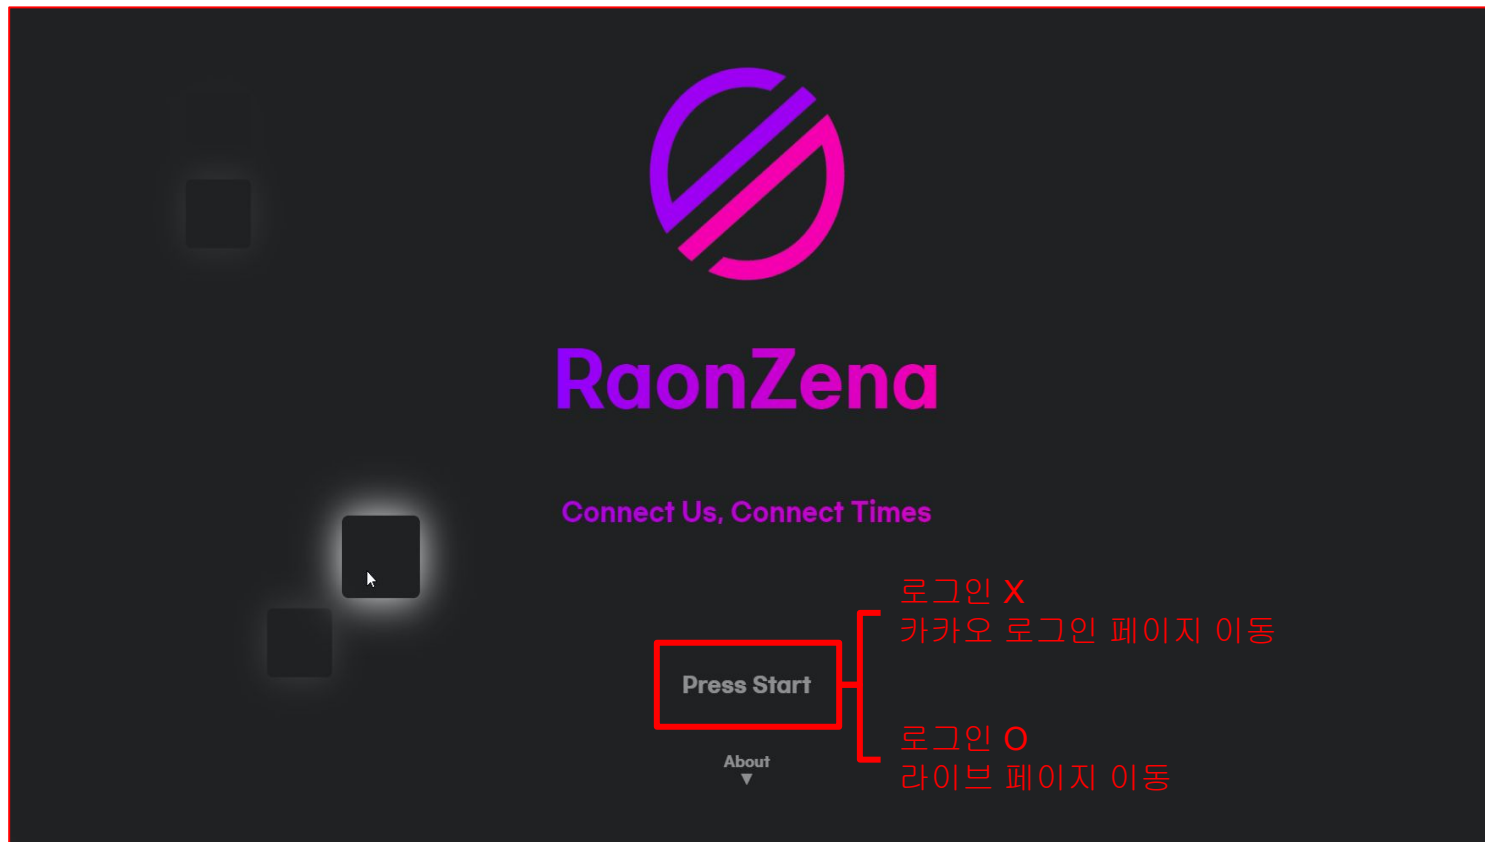 RaonZena
Connect Us, Connect Times
로그인 X
카카오 로그인 페이지 이동
Press Start
로그인 O
라이브 페이지 이동
About
▼